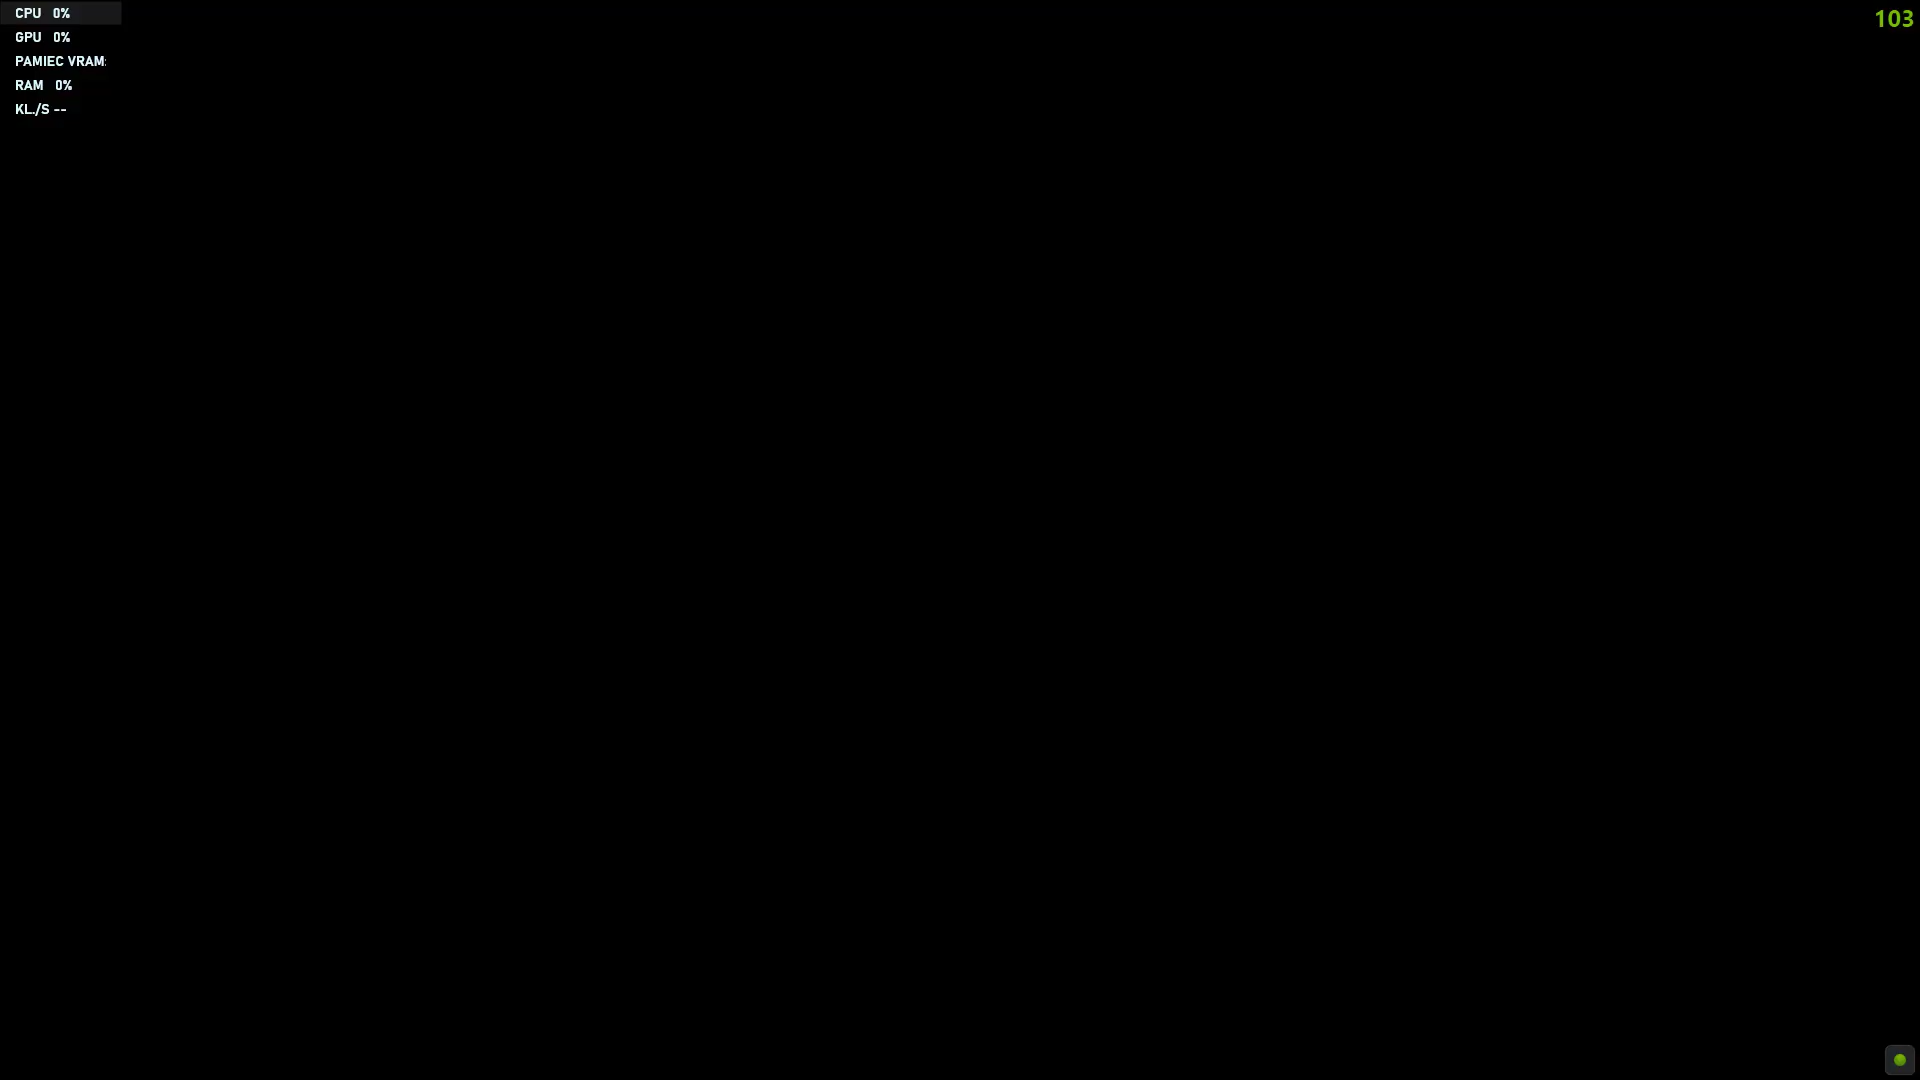 CPU 0%
103
GPU 0%
PAMIEC VRAM:
RAM 0%
KL./S --